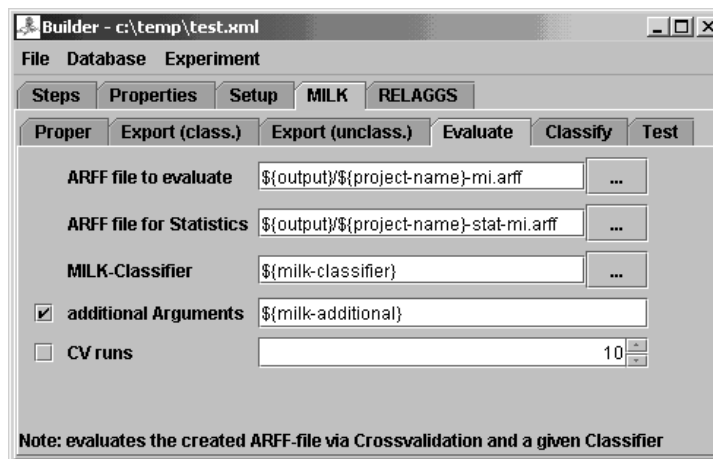 Builder - c:\temp\test.xml
File Database Experiment
Steps Properties Setup MILK RELAGGS
Proper Export (class.) Export (unclass.) Evaluate Classify Test
ARFF file to evaluate ${output}/${project-name}-mi.arff ...
ARFF file for Statistics ${output}/${project-name}-stat-mi.arff ...
MILK-Classifier ${milk-classifier} ...
additional Arguments ${milk-additional}
CV runs 10
Note: evaluates the created ARFF-file via Crossvalidation and a given Classifier